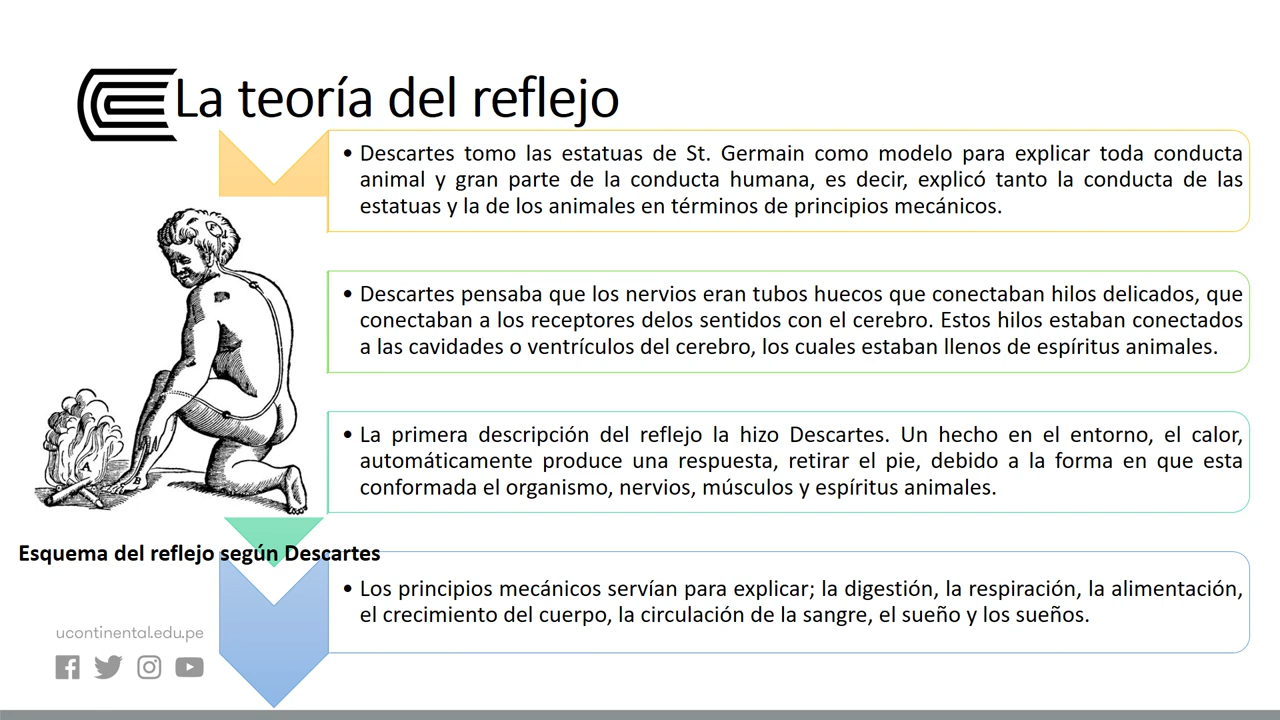 La teoría del reflejo
• Descartes tomo las estatuas de St. Germain como modelo para explicar toda conducta
animal y gran parte de la conducta humana, es decir, explicó tanto la conducta de las
estatuas y la de los animales en términos de principios mecánicos.
• Descartes pensaba que los nervios eran tubos huecos que conectaban hilos delicados, que
conectaban a los receptores delos sentidos con el cerebro. Estos hilos estaban conectados
a las cavidades o ventrículos del cerebro, los cuales estaban llenos de espíritus animales.
• La primera descripción del reflejo la hizo Descartes. Un hecho en el entorno, el calor,
automáticamente produce una respuesta, retirar el pie, debido a la forma en que esta
conformada el organismo, nervios, músculos y espíritus animales.
A
B
Esquema del reflejo según Descartes
• Los principios mecánicos servían para explicar; la digestión, la respiración, la alimentación,
el crecimiento del cuerpo, la circulación de la sangre, el sueño y los sueños.
ucontinental.edu.pe